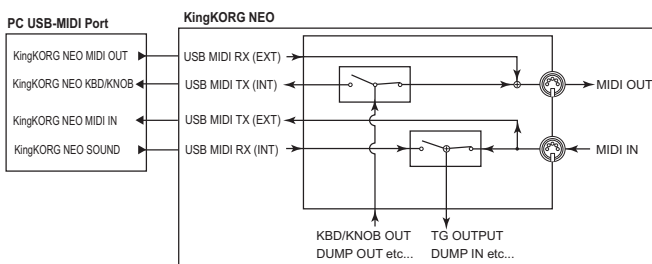 PC USB-MIDI Port
KingKORG NEO
KingKORG NEO MIDI OUT
USB MIDI RX (EXT)
KingKORG NEO KBD/KNOB
USB MIDI TX (INT)
MIDI OUT
KingKORG NEO MIDI IN
USB MIDI TX (EXT)
KingKORG NEO SOUND
USB MIDI RX (INT)
MIDI IN
KBD/KNOB OUT
DUMP OUT etc...
TG OUTPUT
DUMP IN etc...